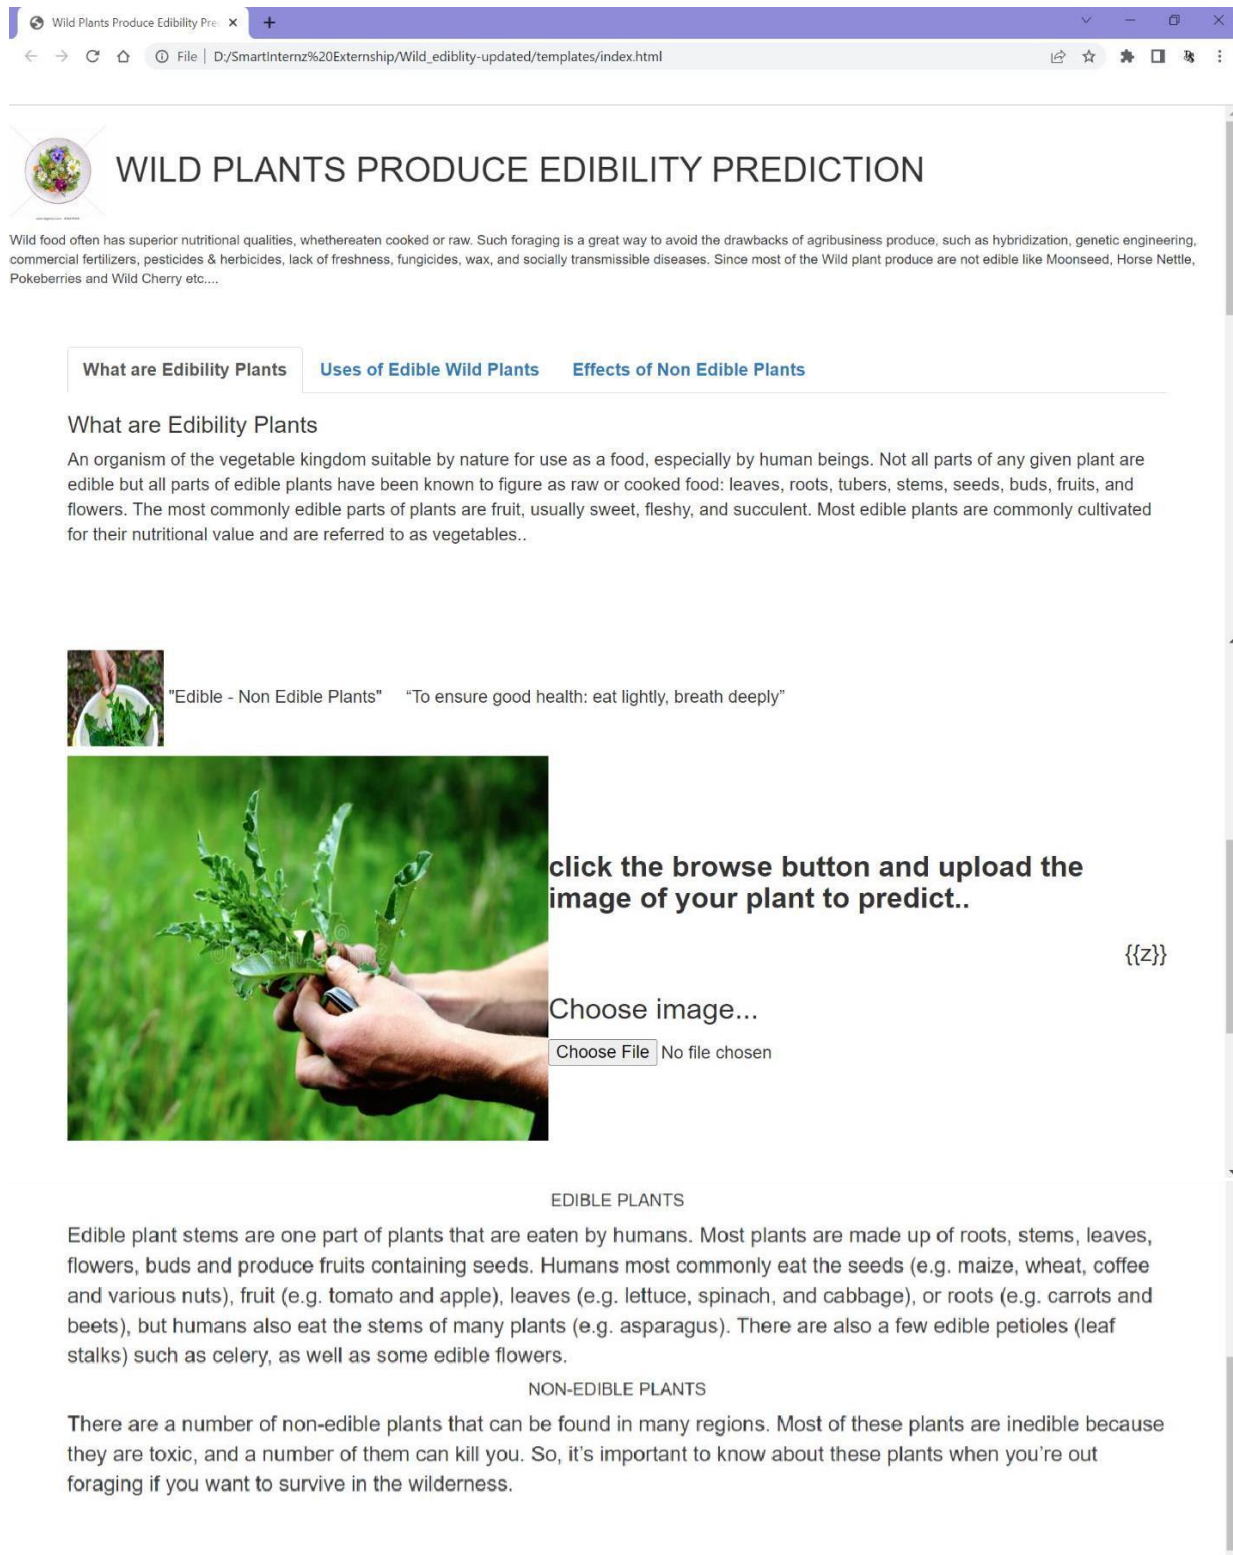 Wild Plants Produce Edibility Pre
File | D:/SmartInternz%20Externship/Wild_ediblity-updated/templates/index.html
WILD PLANTS PRODUCE EDIBILITY PREDICTION
Wild food often has superior nutritional qualities, whethereaten cooked or raw. Such foraging is a great way to avoid the drawbacks of agribusiness produce, such as hybridization, genetic engineering,
commercial fertilizers, pesticides & herbicides, lack of freshness, fungicides, wax, and socially transmissible diseases. Since most of the Wild plant produce are not edible like Moonseed, Horse Nettle,
Pokeberries and Wild Cherry etc....
What are Edibility Plants Uses of Edible Wild Plants Effects of Non Edible Plants
What are Edibility Plants
An organism of the vegetable kingdom suitable by nature for use as a food, especially by human beings. Not all parts of any given plant are
edible but all parts of edible plants have been known to figure as raw or cooked food: leaves, roots, tubers, stems, seeds, buds, fruits, and
flowers. The most commonly edible parts of plants are fruit, usually sweet, fleshy, and succulent. Most edible plants are commonly cultivated
for their nutritional value and are referred to as vegetables..
"Edible - Non Edible Plants" “To ensure good health: eat lightly, breath deeply”
click the browse button and upload the
image of your plant to predict..
{{z}}
Choose image...
Choose File No file chosen
EDIBLE PLANTS
Edible plant stems are one part of plants that are eaten by humans. Most plants are made up of roots, stems, leaves,
flowers, buds and produce fruits containing seeds. Humans most commonly eat the seeds (e.g. maize, wheat, coffee
and various nuts), fruit (e.g. tomato and apple), leaves (e.g. lettuce, spinach, and cabbage), or roots (e.g. carrots and
beets), but humans also eat the stems of many plants (e.g. asparagus). There are also a few edible petioles (leaf
stalks) such as celery, as well as some edible flowers.
NON-EDIBLE PLANTS
There are a number of non-edible plants that can be found in many regions. Most of these plants are inedible because
they are toxic, and a number of them can kill you. So, it’s important to know about these plants when you’re out
foraging if you want to survive in the wilderness.